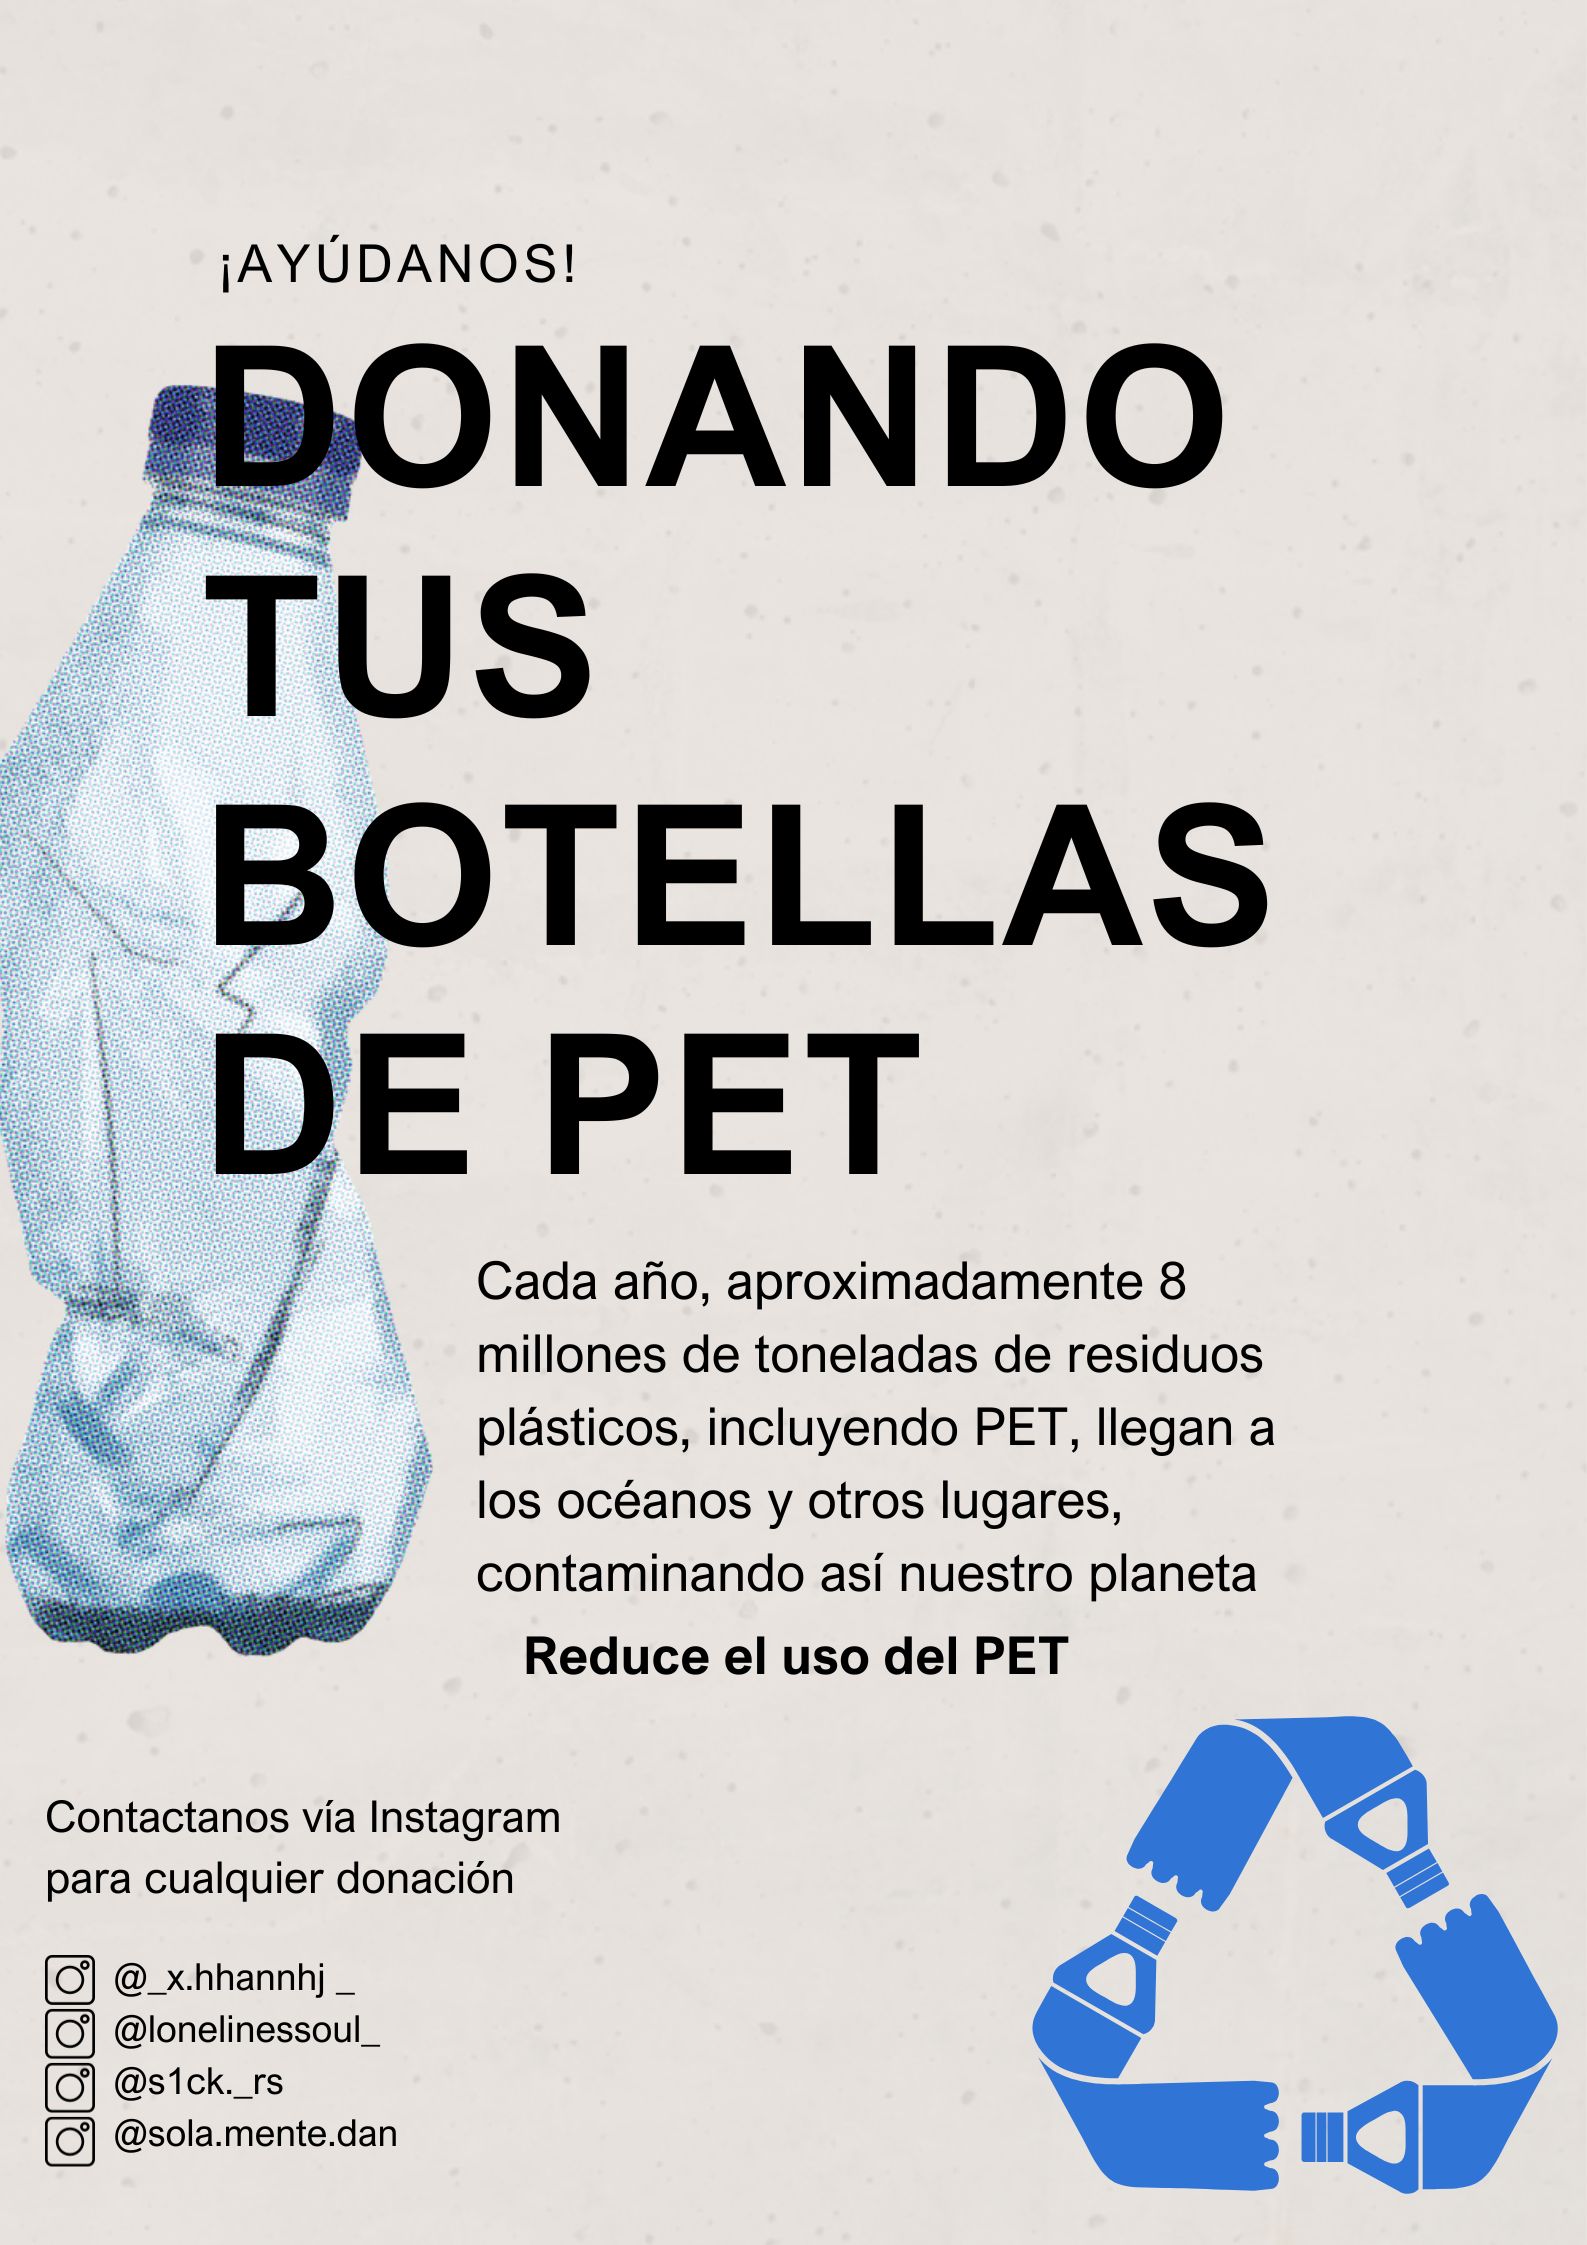 ¡AYÚDANOS!
DONANDO
TUS
BOTELLAS
DE PET
Cada año, aproximadamente 8
millones de toneladas de residuos
plásticos, incluyendo PET, llegan a
los océanos y otros lugares,
contaminando así nuestro planeta
Reduce el uso del PET
Contactanos vía Instagram
para cualquier donación
@_x.hhannhj _
@lonelinessoul_
@s1ck._rs
@sola.mente.dan